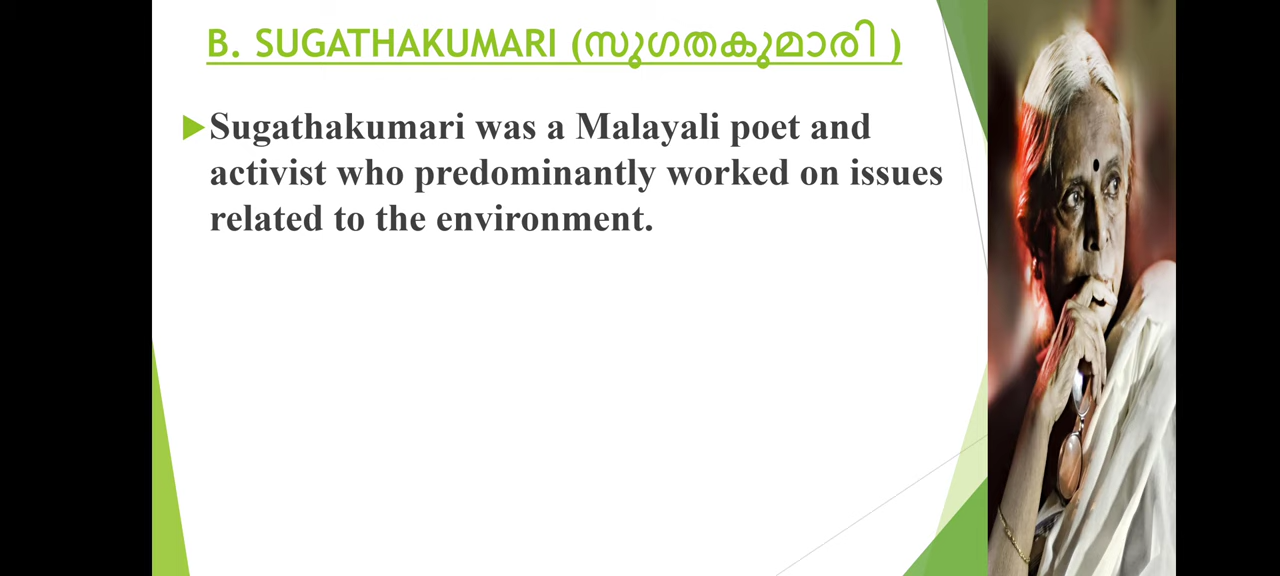 B. SUGATHAKUMARI (സുഗതകുമാരി )
Sugathakumari was a Malayali poet and
activist who predominantly worked on issues
related to the environment.